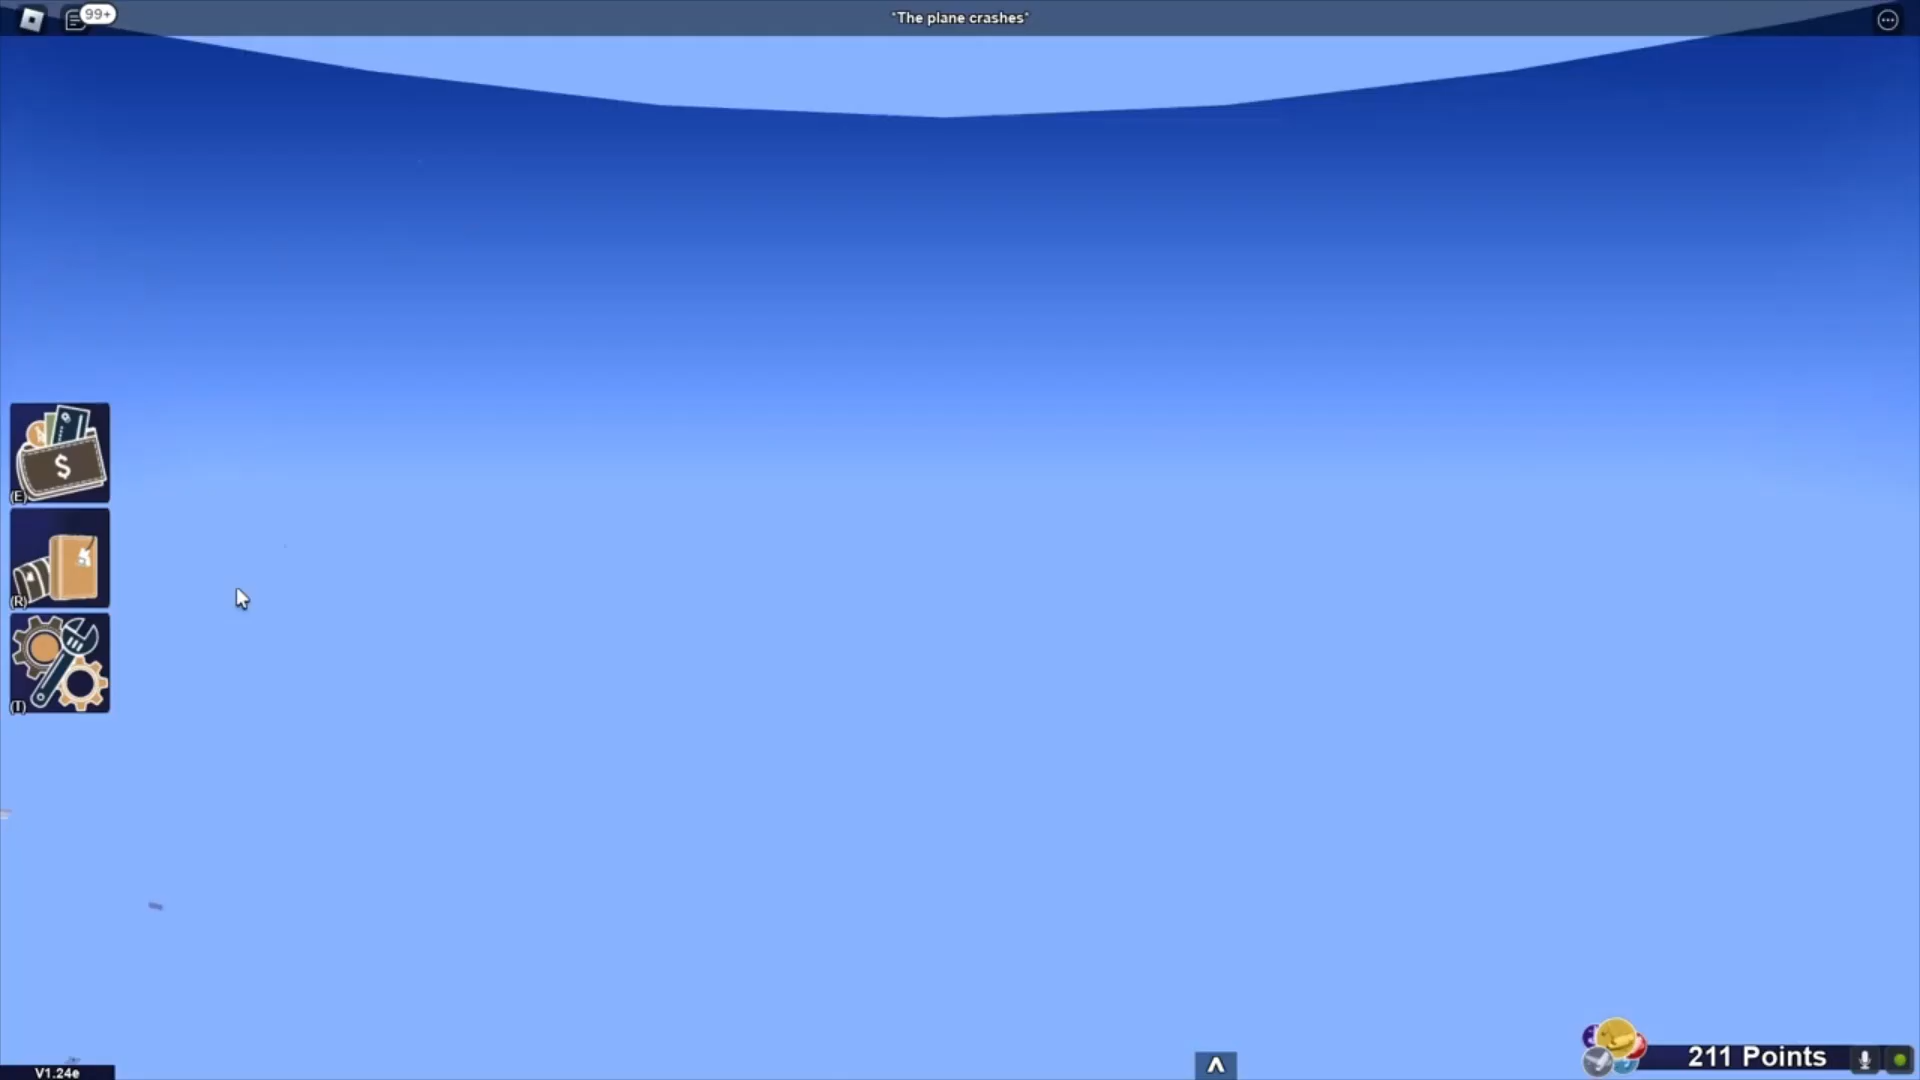 99+
*The plane crashes*
$
(E)
(R)
(T)
211 Points
V1.24e